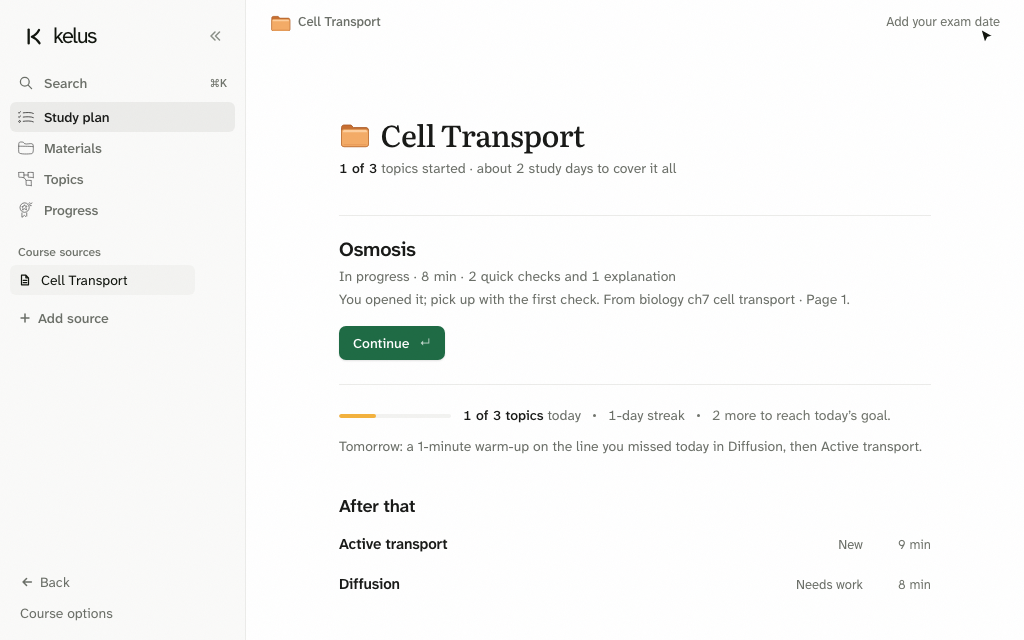 kelus
Search ⌘K
Study plan
Materials
Topics
Progress
Course sources
Cell Transport
+ Add source
← Back
Course options
Cell Transport
Add your exam date
Cell Transport
1 of 3 topics started · about 2 study days to cover it all
Osmosis
In progress · 8 min · 2 quick checks and 1 explanation
You opened it; pick up with the first check. From biology ch7 cell transport · Page 1.
Continue ↵
1 of 3 topics today • 1-day streak • 2 more to reach today's goal.
Tomorrow: a 1-minute warm-up on the line you missed today in Diffusion, then Active transport.
After that
Active transport New 9 min
Diffusion Needs work 8 min